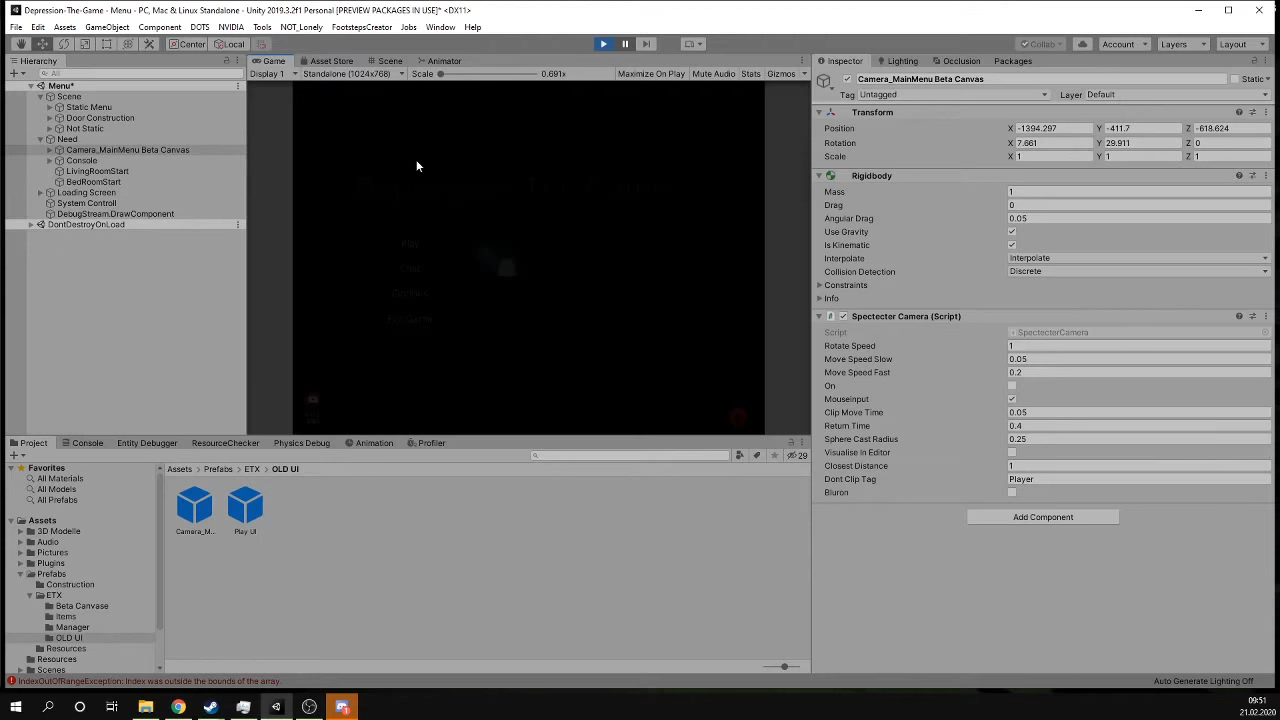 Depression-The-Game - Menu - PC, Mac & Linux Standalone - Unity 2019.3.2f1 Personal [PREVIEW PACKAGES IN USE]* <DX11>
File Edit Assets GameObject Component DOTS NVIDIA Tools NOT_Lonely FootstepsCreator Jobs Window Help
Center Local Collab Account Layers Layout
Hierarchy
All
Menu*
Scene
Static Menu
Door Construction
Not Static
Need
Camera_MainMenu Beta Canvas
Console
LivingRoomStart
BedRoomStart
Loading Screen
System Controll
DebugStream.DrawComponent
DontDestroyOnLoad
Game Asset Store Scene Animator
Display 1 Standalone (1024x768) Scale 0.691x Maximize On Play Mute Audio Stats Gizmos
Play
Chat
Options
Exit Game
Inspector Lighting Occlusion Packages
Camera_MainMenu Beta Canvas Static
Tag Untagged Layer Default
Transform
Position X -1394.297 Y -411.7 Z -618.624
Rotation X 7.661 Y 29.911 Z 0
Scale X 1 Y 1 Z 1
Rigidbody
Mass 1
Drag 0
Angular Drag 0.05
Use Gravity
Is Kinematic
Interpolate Interpolate
Collision Detection Discrete
Constraints
Info
Spectecter Camera (Script)
Script SpectecterCamera
Rotate Speed 1
Move Speed Slow 0.05
Move Speed Fast 0.2
On
Mouseinput
Clip Move Time 0.05
Return Time 0.4
Sphere Cast Radius 0.25
Visualise In Editor
Closest Distance 1
Dont Clip Tag Player
Bluron
Add Component
Project Console Entity Debugger ResourceChecker Physics Debug Animation Profiler
29
Favorites
All Materials
All Models
All Prefabs
Assets
3D Modelle
Audio
Pictures
Plugins
Prefabs
Construction
ETX
Beta Canvase
Items
Manager
OLD UI
Resources
Resources
Scenes
Assets Prefabs ETX OLD UI
Camera_M... Play UI
IndexOutOfRangeException: Index was outside the bounds of the array.
Auto Generate Lighting Off
09:51
21.02.2020